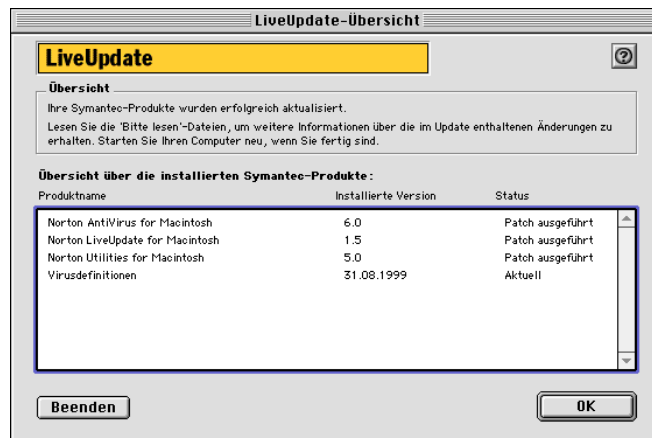 LiveUpdate-Übersicht
LiveUpdate
?
Übersicht
Ihre Symantec-Produkte wurden erfolgreich aktualisiert.
Lesen Sie die 'Bitte lesen'-Dateien, um weitere Informationen über die im Update enthaltenen Änderungen zu
erhalten. Starten Sie Ihren Computer neu, wenn Sie fertig sind.
Übersicht über die installierten Symantec-Produkte:
Produktname Installierte Version Status
Norton AntiVirus for Macintosh 6.0 Patch ausgeführt
Norton LiveUpdate for Macintosh 1.5 Patch ausgeführt
Norton Utilities for Macintosh 5.0 Patch ausgeführt
Virusdefinitionen 31.08.1999 Aktuell
Beenden OK